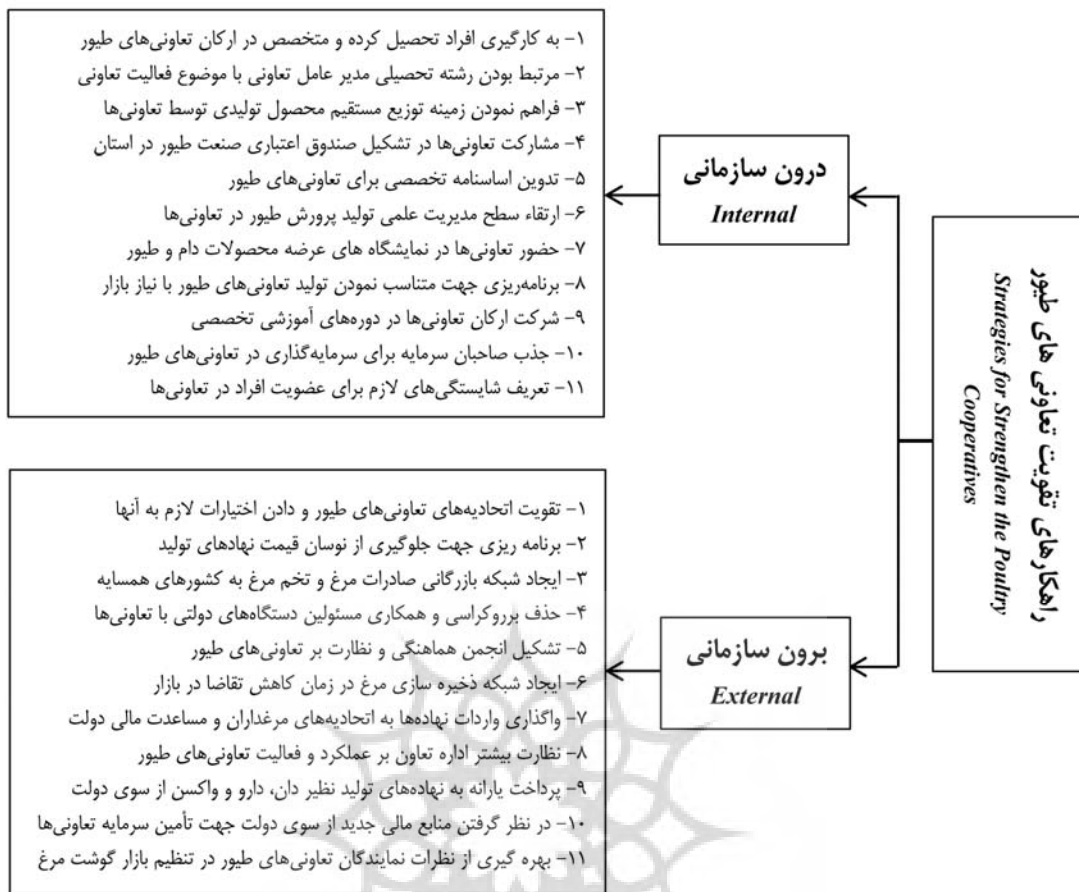 راهکارهای تقویت تعاونی های طیور
Strategies for Strengthen the Poultry
Cooperatives
درون سازمانی
Internal
۱- به کارگیری افراد تحصیل کرده و متخصص در ارکان تعاونی‌های طیور
۲- مرتبط بودن رشته تحصیلی مدیر عامل تعاونی با موضوع فعالیت تعاونی
۳- فراهم نمودن زمینه توزیع مستقیم محصول تولیدی توسط تعاونی‌ها
۴- مشارکت تعاونی‌ها در تشکیل صندوق اعتباری صنعت طیور در استان
۵- تدوین اساسنامه تخصصی برای تعاونی‌های طیور
۶- ارتقاء سطح مدیریت علمی تولید پرورش طیور در تعاونی‌ها
۷- حضور تعاونی‌ها در نمایشگاه های عرضه محصولات دام و طیور
۸- برنامه‌ریزی جهت متناسب نمودن تولید تعاونی‌های طیور با نیاز بازار
۹- شرکت ارکان تعاونی‌ها در دوره‌های آموزشی تخصصی
۱۰- جذب صاحبان سرمایه برای سرمایه‌گذاری در تعاونی‌های طیور
۱۱- تعریف شایستگی‌های لازم برای عضویت افراد در تعاونی‌ها
برون سازمانی
External
۱- تقویت اتحادیه‌های تعاونی‌های طیور و دادن اختیارات لازم به آنها
۲- برنامه ریزی جهت جلوگیری از نوسان قیمت نهادهای تولید
۳- ایجاد شبکه بازرگانی صادرات مرغ و تخم مرغ به کشورهای همسایه
۴- حذف برروکراسی و همکاری مسئولین دستگاه‌های دولتی با تعاونی‌ها
۵- تشکیل انجمن هماهنگی و نظارت بر تعاونی‌های طیور
۶- ایجاد شبکه ذخیره سازی مرغ در زمان کاهش تقاضا در بازار
۷- واگذاری واردات نهاده‌ها به اتحادیه‌های مرغداران و مساعدت مالی دولت
۸- نظارت بیشتر اداره تعاون بر عملکرد و فعالیت تعاونی‌های طیور
۹- پرداخت یارانه به نهاده‌های تولید نظیر دان، دارو و واکسن از سوی دولت
۱۰- در نظر گرفتن منابع مالی جدید از سوی دولت جهت تأمین سرمایه تعاونی‌ها
۱۱- بهره گیری از نظرات نمایندگان تعاونی‌های طیور در تنظیم بازار گوشت مرغ